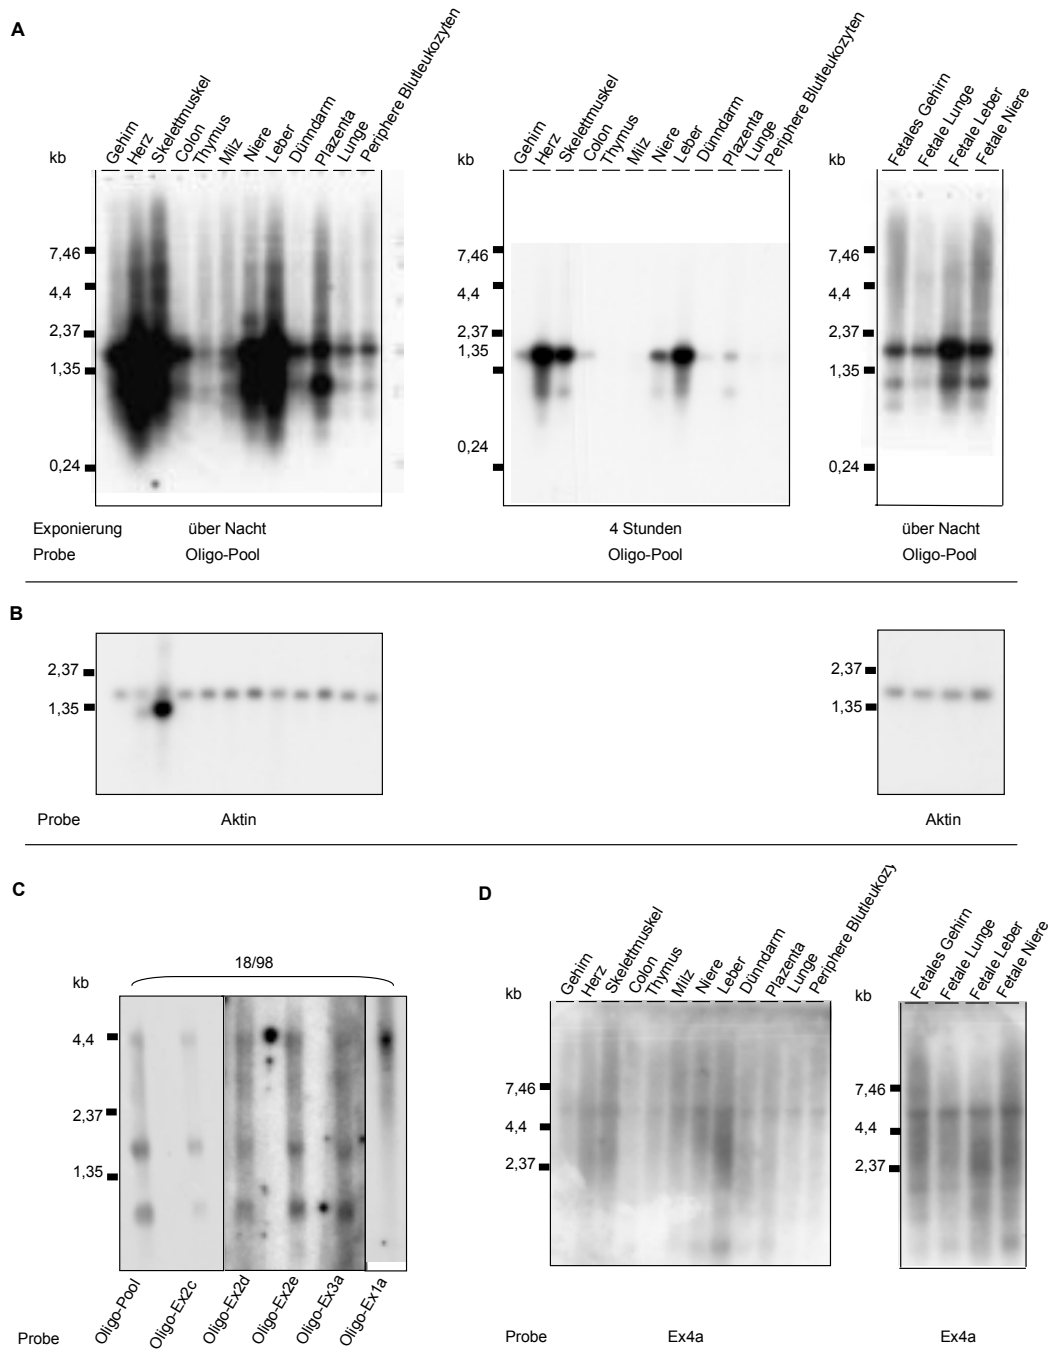 A
kb
Gehirn
Herz
Skelettmuskel
Colon
Thymus
Milz
Niere
Leber
Dünndarm
Plazenta
Lunge
Periphere Blutleukozyten
7,46
4,4
2,37
1,35
0,24
kb
Gehirn
Herz
Skelettmuskel
Colon
Thymus
Milz
Niere
Leber
Dünndarm
Plazenta
Lunge
Periphere Blutleukozyten
7,46
4,4
2,37
1,35
0,24
kb
Fetales Gehirn
Fetale Lunge
Fetale Leber
Fetale Niere
7,46
4,4
2,37
1,35
0,24
Exponierung über Nacht 4 Stunden über Nacht
Probe Oligo-Pool Oligo-Pool Oligo-Pool
B
2,37
1,35
2,37
1,35
Probe Aktin Aktin
C
18/98
kb
4,4
2,37
1,35
Oligo-Pool
Oligo-Ex2c
Oligo-Ex2d
Oligo-Ex2e
Oligo-Ex3a
Oligo-Ex1a
Probe
D
kb
Gehirn
Herz
Skelettmuskel
Colon
Thymus
Milz
Niere
Leber
Dünndarm
Plazenta
Lunge
Periphere Blutleukozy
7,46
4,4
2,37
kb
Fetales Gehirn
Fetale Lunge
Fetale Leber
Fetale Niere
7,46
4,4
2,37
Probe Ex4a Ex4a